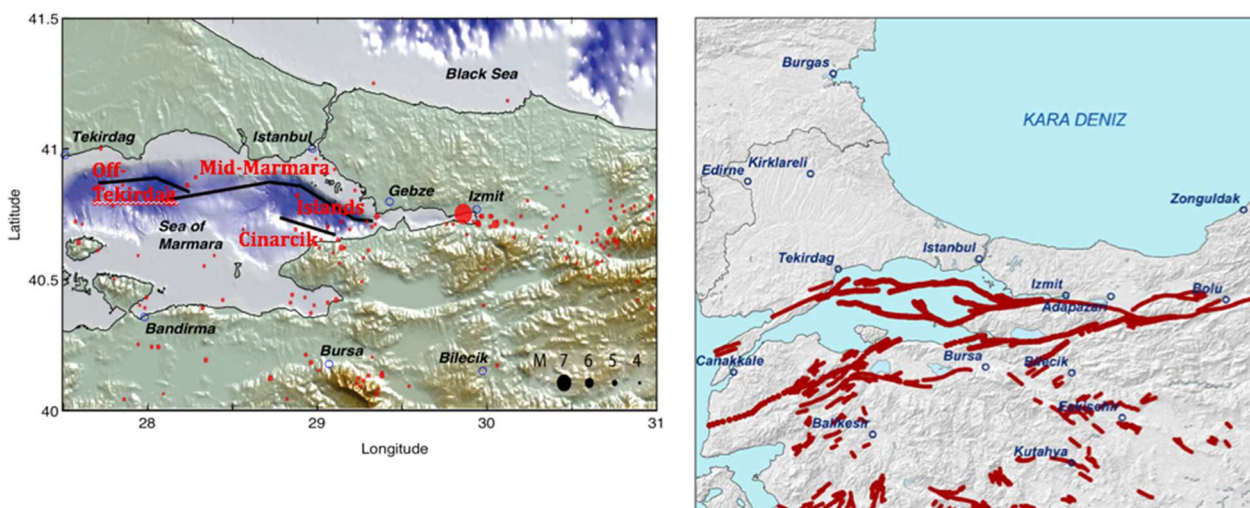 41.5
41
40.5
40
Latitude
28
29
30
31
Longitude
Black Sea
Tekirdag
Istanbul
Off-
Tekirdak
Mid-Marmara
Gebze
Izmit
Islands
Sea of
Marmara
Cinarcik
Bandirma
Bursa
Bilecik
M 7 6 5 4
Burgas
KARA DENIZ
Kirklareli
Edirne
Zonguldak
Istanbul
Tekirdag
Izmit
Bolu
Adapazari
Canakkale
Bursa
Bilecik
Eskisehir
Balikesir
Kutahya